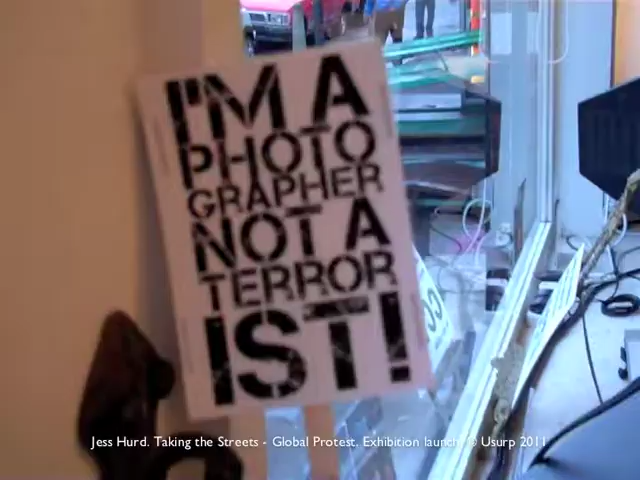 I'M A
PHOTO
GRAPHER
NOT A
TERROR
IST!
Jess Hurd. Taking the Streets - Global Protest. Exhibition launch © Usurp 2011